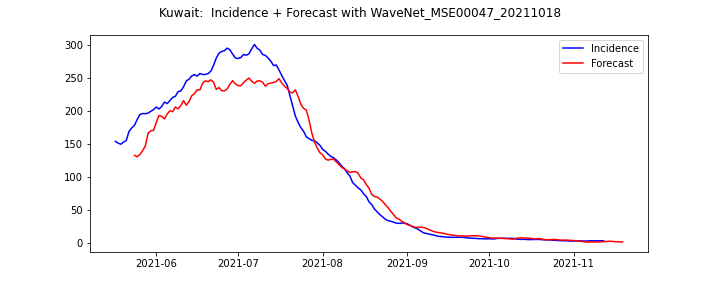 Kuwait:  Incidence + Forecast with WaveNet_MSE00047_20211018
Incidence
Forecast
300
250
200
150
100
50
0
2021-06 2021-07 2021-08 2021-09 2021-10 2021-11